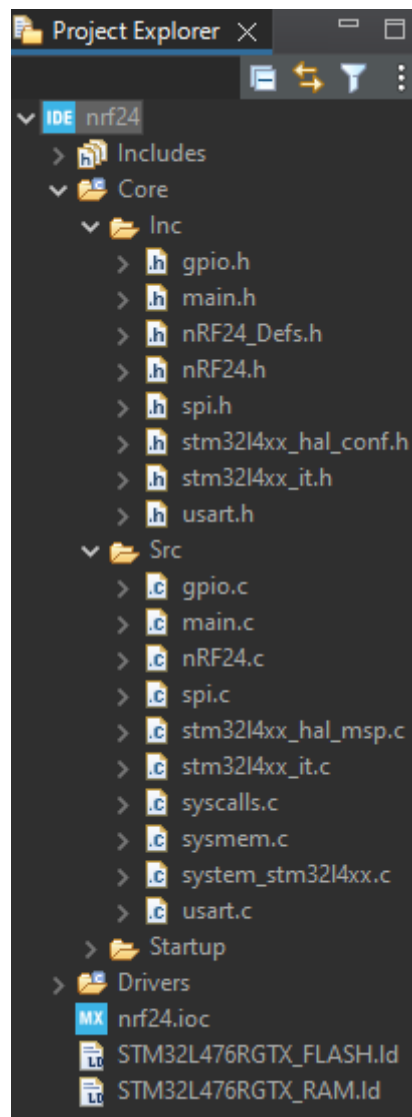 Project Explorer
IDE nrf24
Includes
Core
Inc
.h gpio.h
.h main.h
.h nRF24_Defs.h
.h nRF24.h
.h spi.h
.h stm32l4xx_hal_conf.h
.h stm32l4xx_it.h
.h usart.h
Src
.c gpio.c
.c main.c
.c nRF24.c
.c spi.c
.c stm32l4xx_hal_msp.c
.c stm32l4xx_it.c
.c syscalls.c
.c sysmem.c
.c system_stm32l4xx.c
.c usart.c
Startup
Drivers
MX nrf24.ioc
STM32L476RGTX_FLASH.ld
STM32L476RGTX_RAM.ld